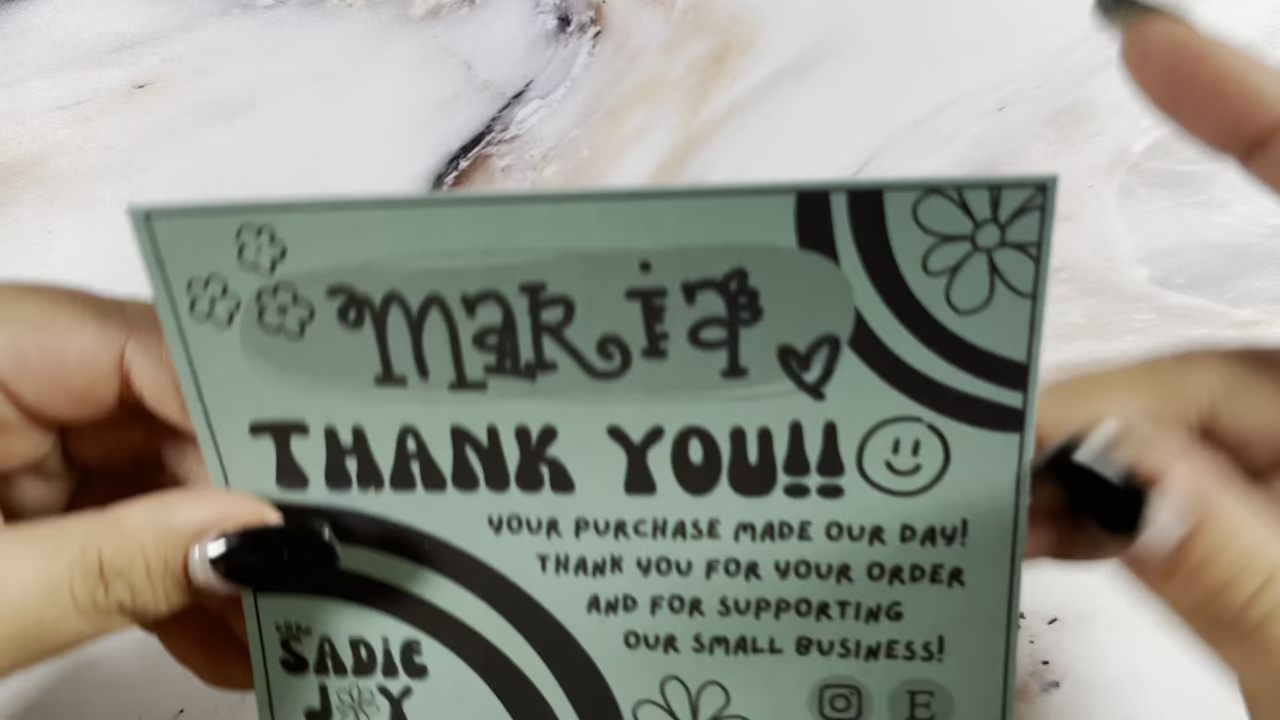 MaRia
THANK YOU!!
YOUR PURCHASE MADE OUR DAY!
THANK YOU FOR YOUR ORDER
AND FOR SUPPORTING
OUR SMALL BUSINESS!
SADIE
JOY
E